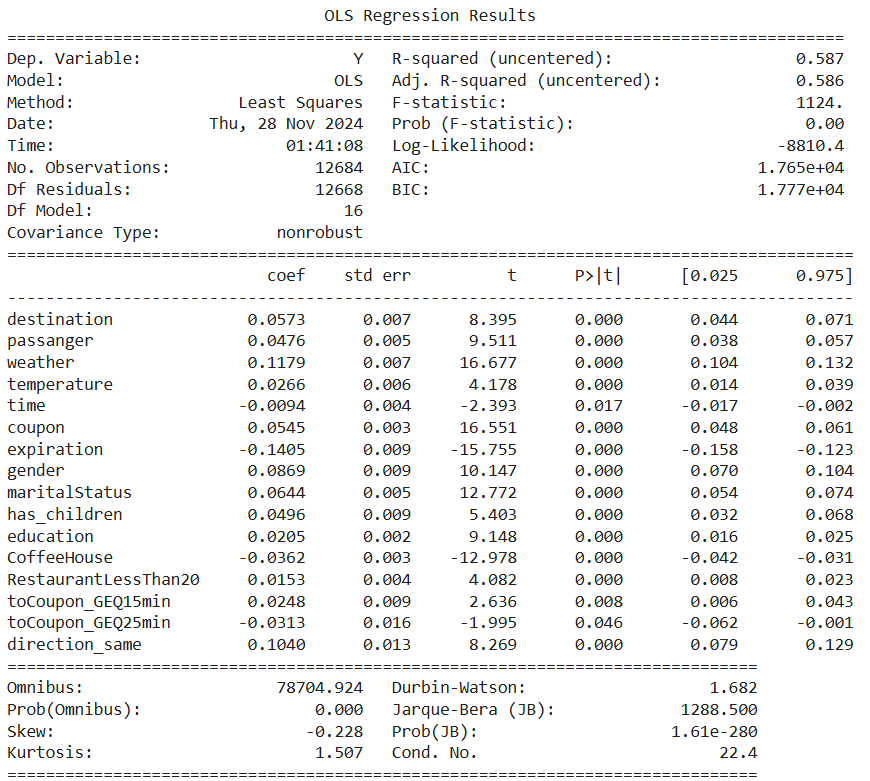 OLS Regression Results
==============================================================================
Dep. Variable: Y R-squared (uncentered): 0.587
Model: OLS Adj. R-squared (uncentered): 0.586
Method: Least Squares F-statistic: 1124.
Date: Thu, 28 Nov 2024 Prob (F-statistic): 0.00
Time: 01:41:08 Log-Likelihood: -8810.4
No. Observations: 12684 AIC: 1.765e+04
Df Residuals: 12668 BIC: 1.777e+04
Df Model: 16
Covariance Type: nonrobust
==============================================================================
coef std err t P>|t| [0.025 0.975]
------------------------------------------------------------------------------
destination 0.0573 0.007 8.395 0.000 0.044 0.071
passanger 0.0476 0.005 9.511 0.000 0.038 0.057
weather 0.1179 0.007 16.677 0.000 0.104 0.132
temperature 0.0266 0.006 4.178 0.000 0.014 0.039
time -0.0094 0.004 -2.393 0.017 -0.017 -0.002
coupon 0.0545 0.003 16.551 0.000 0.048 0.061
expiration -0.1405 0.009 -15.755 0.000 -0.158 -0.123
gender 0.0869 0.009 10.147 0.000 0.070 0.104
maritalStatus 0.0644 0.005 12.772 0.000 0.054 0.074
has_children 0.0496 0.009 5.403 0.000 0.032 0.068
education 0.0205 0.002 9.148 0.000 0.016 0.025
CoffeeHouse -0.0362 0.003 -12.978 0.000 -0.042 -0.031
RestaurantLessThan20 0.0153 0.004 4.082 0.000 0.008 0.023
toCoupon_GEQ15min 0.0248 0.009 2.636 0.008 0.006 0.043
toCoupon_GEQ25min -0.0313 0.016 -1.995 0.046 -0.062 -0.001
direction_same 0.1040 0.013 8.269 0.000 0.079 0.129
==============================================================================
Omnibus: 78704.924 Durbin-Watson: 1.682
Prob(Omnibus): 0.000 Jarque-Bera (JB): 1288.500
Skew: -0.228 Prob(JB): 1.61e-280
Kurtosis: 1.507 Cond. No. 22.4
==============================================================================